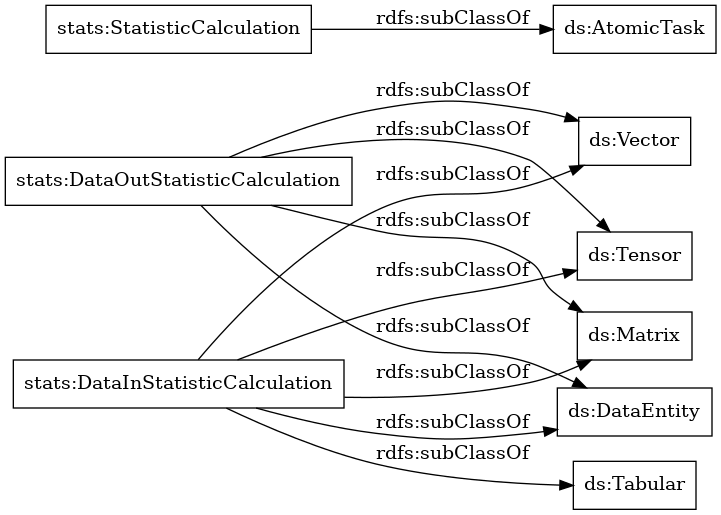 stats:StatisticCalculation
rdfs:subClassOf
ds:AtomicTask
rdfs:subClassOf
ds:Vector
rdfs:subClassOf
stats:DataOutStatisticCalculation
rdfs:subClassOf
rdfs:subClassOf
ds:Tensor
rdfs:subClassOf
rdfs:subClassOf
ds:Matrix
stats:DataInStatisticCalculation
rdfs:subClassOf
ds:DataEntity
rdfs:subClassOf
rdfs:subClassOf
ds:Tabular